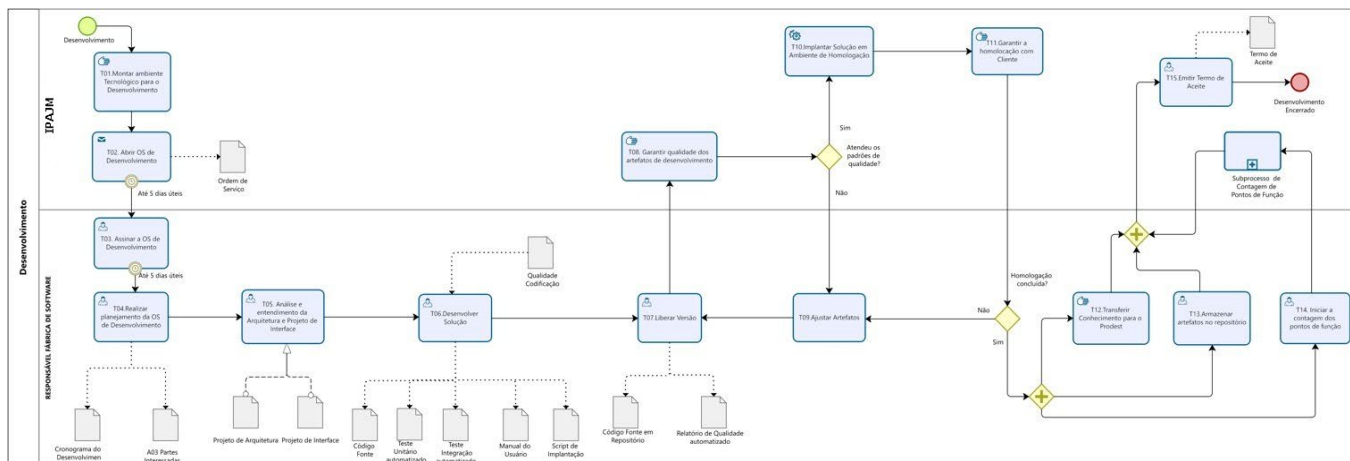 Desenvolvimento
IPAJM
Desenvolvimento
T01.Montar ambiente
Tecnológico para o
Desenvolvimento
T02. Abrir OS de
Desenvolvimento
Ordem de
Serviço
Até 5 dias úteis
T08. Garantir qualidade dos
artefatos de desenvolvimento
T10.Implantar Solução em
Ambiente de Homologação
Sim
Atendeu os
padrões de
qualidade?
Não
T11.Garantir a
homolocação com
Cliente
T15.Emitir Termo de
Aceite
Termo de
Aceite
Desenvolvimento
Encerrado
Subprocesso de
Contagem de
Pontos de Função
RESPONSÁVEL FÁBRICA DE SOFTWARE
T03. Assinar a OS de
Desenvolvimento
Até 5 dias úteis
T04.Realizar
planejamento da OS
de Desenvolvimento
T05. Análise e
entendimento da
Arquitetura e Projeto de
Interface
T06.Desenvolver
Solução
Qualidade
Codificação
T07.Liberar Versão
T09.Ajustar Artefatos
Homologação
concluída?
Não
Sim
T12.Transferir
Conhecimento para o
Prodest
T13.Armazenar
artefatos no repositório
T14. Iniciar a
contagem dos
pontos de função
Cronograma do
Desenvolvimen
A03 Partes
Interessadas
Projeto de Arquitetura
Projeto de Interface
Código
Fonte
Teste
Unitário
automatizado
Teste
Integração
automatizado
Manual do
Usuário
Script de
Implantação
Código Fonte em
Repositório
Relatório de Qualidade
automatizado